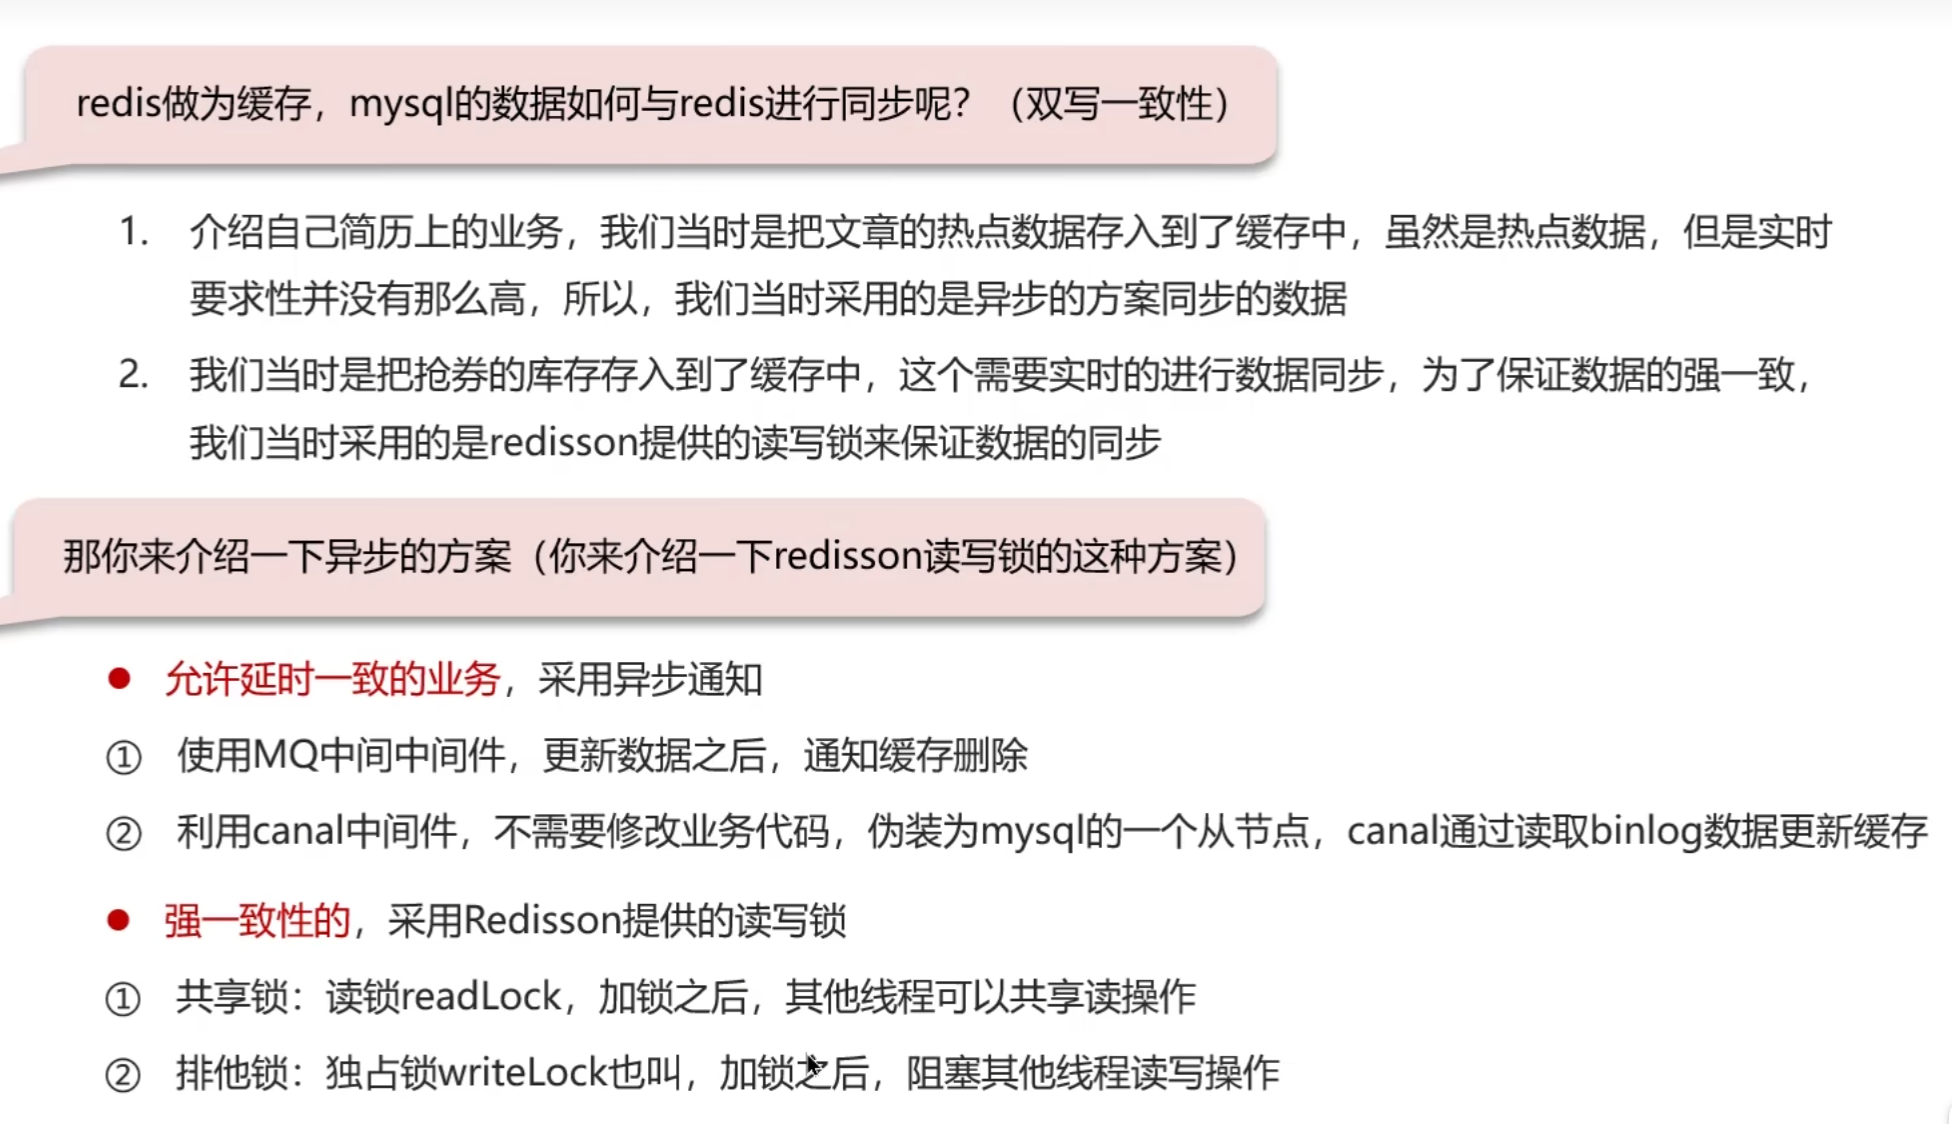 redis做为缓存，mysql的数据如何与redis进行同步呢？（双写一致性）
1. 介绍自己简历上的业务，我们当时是把文章的热点数据存入到了缓存中，虽然是热点数据，但是实时
要求性并没有那么高，所以，我们当时采用的是异步的方案同步的数据
2. 我们当时是把抢券的库存存入到了缓存中，这个需要实时的进行数据同步，为了保证数据的强一致，
我们当时采用的是redisson提供的读写锁来保证数据的同步
那你来介绍一下异步的方案（你来介绍一下redisson读写锁的这种方案）
● 允许延时一致的业务，采用异步通知
① 使用MQ中间中间件，更新数据之后，通知缓存删除
② 利用canal中间件，不需要修改业务代码，伪装为mysql的一个从节点，canal通过读取binlog数据更新缓存
● 强一致性的，采用Redisson提供的读写锁
① 共享锁：读锁readLock，加锁之后，其他线程可以共享读操作
② 排他锁：独占锁writeLock也叫，加锁之后，阻塞其他线程读写操作